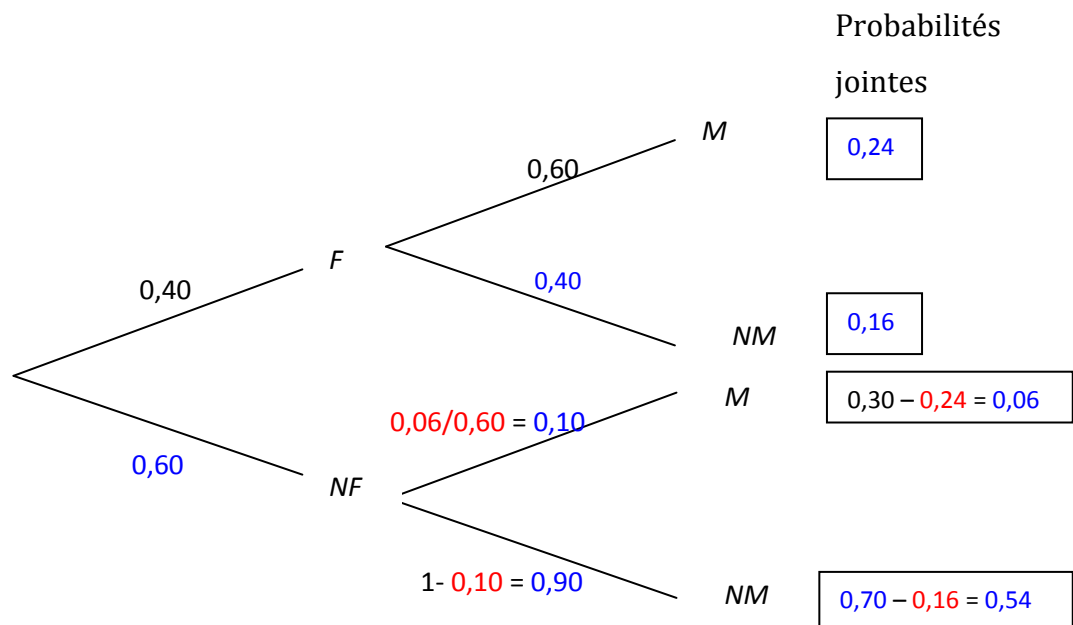 Probabilités
jointes
M
0,24
0,60
F
0,40
0,40
NM
0,16
M
0,30 – 0,24 = 0,06
0,06/0,60 = 0,10
0,60
NF
1- 0,10 = 0,90
NM
0,70 – 0,16 = 0,54